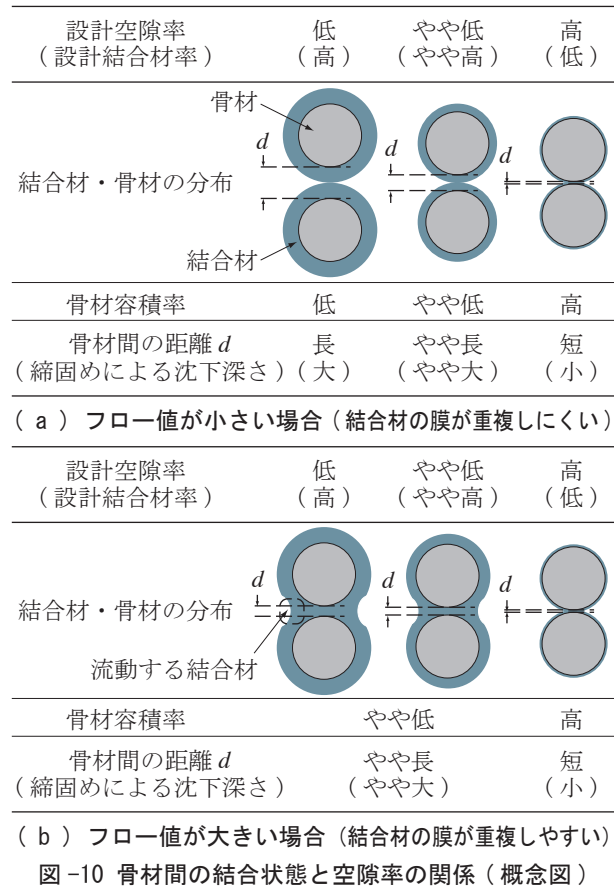 設計空隙率 低 やや低 高
（設計結合材率）（高）（やや高）（低）
骨材
d d d
結合材・骨材の分布
結合材
骨材容積率 低 やや低 高
骨材間の距離 d 長 やや長 短
（締固めによる沈下深さ）（大）（やや大）（小）
（a）フロー値が小さい場合（結合材の膜が重複しにくい）
設計空隙率 低 やや低 高
（設計結合材率）（高）（やや高）（低）
d d d
結合材・骨材の分布
流動する結合材
骨材容積率 やや低 高
骨材間の距離 d やや長 短
（締固めによる沈下深さ）（やや大）（小）
（b）フロー値が大きい場合（結合材の膜が重複しやすい）
図-10 骨材間の結合状態と空隙率の関係（概念図）